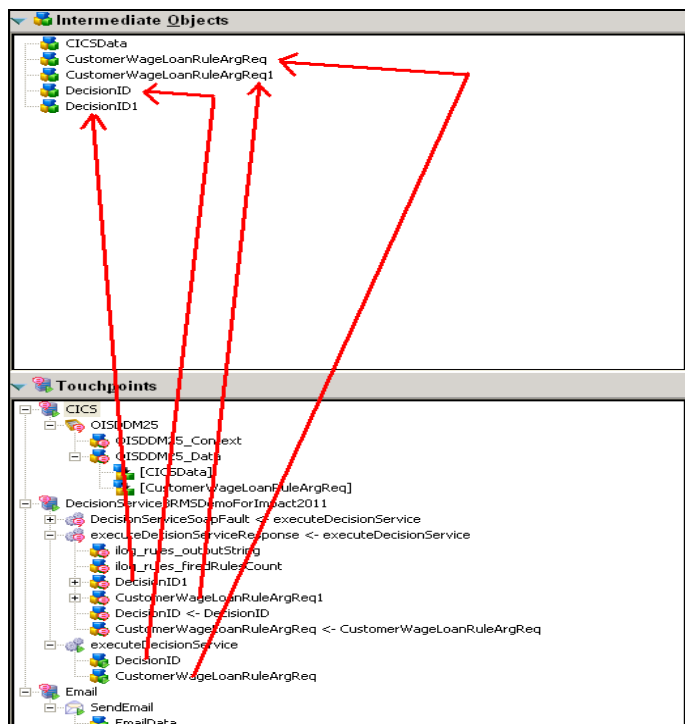 Intermediate Objects
CICSData
CustomerWageLoanRuleArgReq
CustomerWageLoanRuleArgReq1
DecisionID
DecisionID1
Touchpoints
CICS
OISDDM25
OISDDM25_Context
OISDDM25_Data
[CICSData]
[CustomerWageLoanRuleArgReq]
DecisionServiceBRMSDemoForImpact2011
DecisionServiceSoapFault <- executeDecisionService
executeDecisionServiceResponse <- executeDecisionService
ilog_rules_outputString
ilog_rules_firedRulesCount
DecisionID1
CustomerWageLoanRuleArgReq1
DecisionID <- DecisionID
CustomerWageLoanRuleArgReq <- CustomerWageLoanRuleArgReq
executeDecisionService
DecisionID
CustomerWageLoanRuleArgReq
Email
SendEmail
EmailData